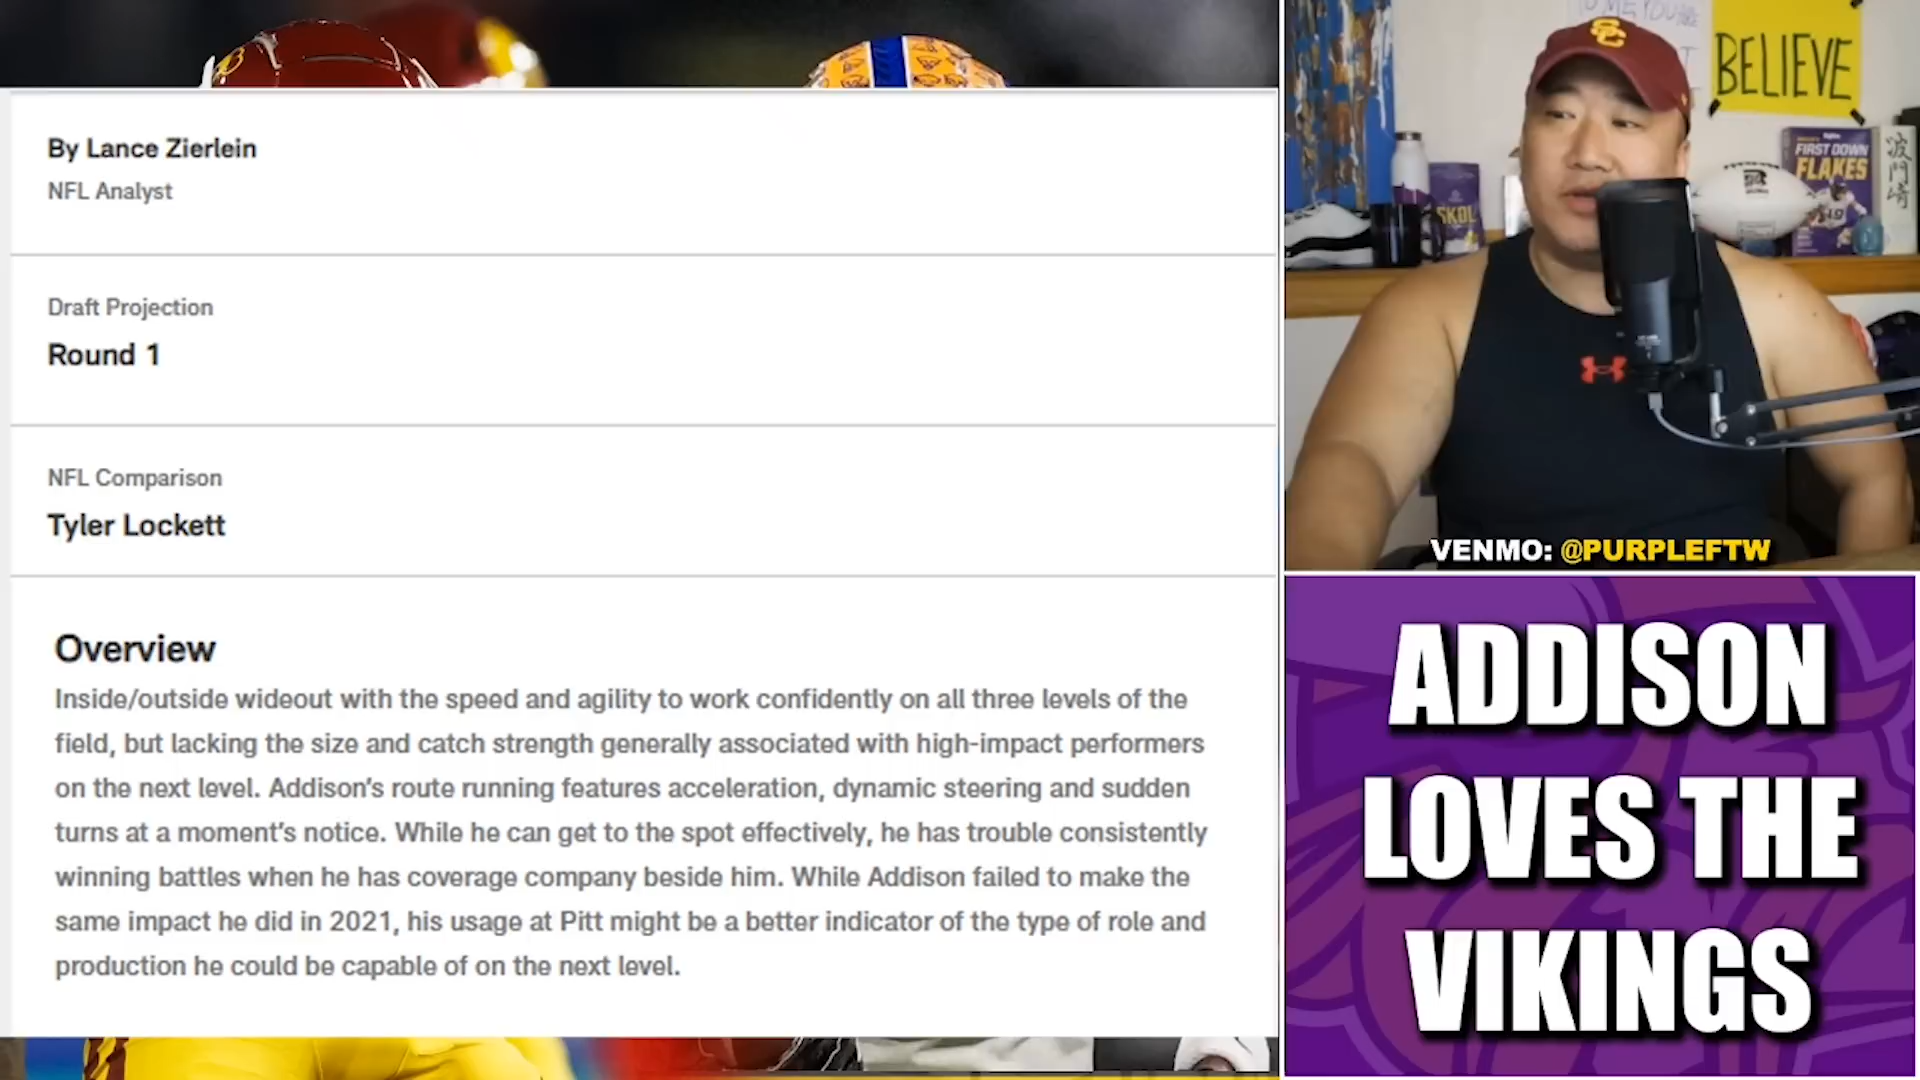 By Lance Zierlein
NFL Analyst
Draft Projection
Round 1
NFL Comparison
Tyler Lockett
Overview
Inside/outside wideout with the speed and agility to work confidently on all three levels of the
field, but lacking the size and catch strength generally associated with high-impact performers
on the next level. Addison's route running features acceleration, dynamic steering and sudden
turns at a moment's notice. While he can get to the spot effectively, he has trouble consistently
winning battles when he has coverage company beside him. While Addison failed to make the
same impact he did in 2021, his usage at Pitt might be a better indicator of the type of role and
production he could be capable of on the next level.
SC
BELIEVE
FIRST DOWN
FLAKES
19
SKOL
波
門
崎
VENMO: @PURPLEFTW
ADDISON
LOVES THE
VIKINGS